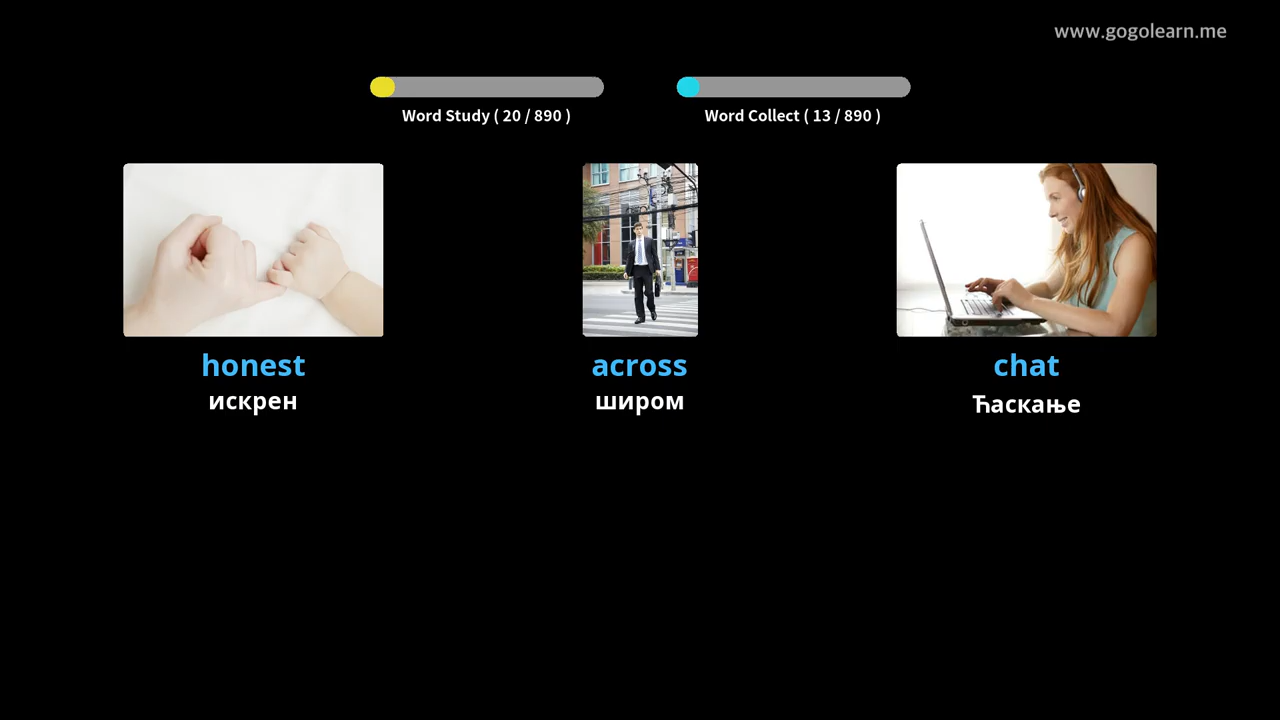 www.gogolearn.me
Word Study ( 20 / 890 )
Word Collect ( 13 / 890 )
honest
искрен
across
широм
chat
Ћаскање